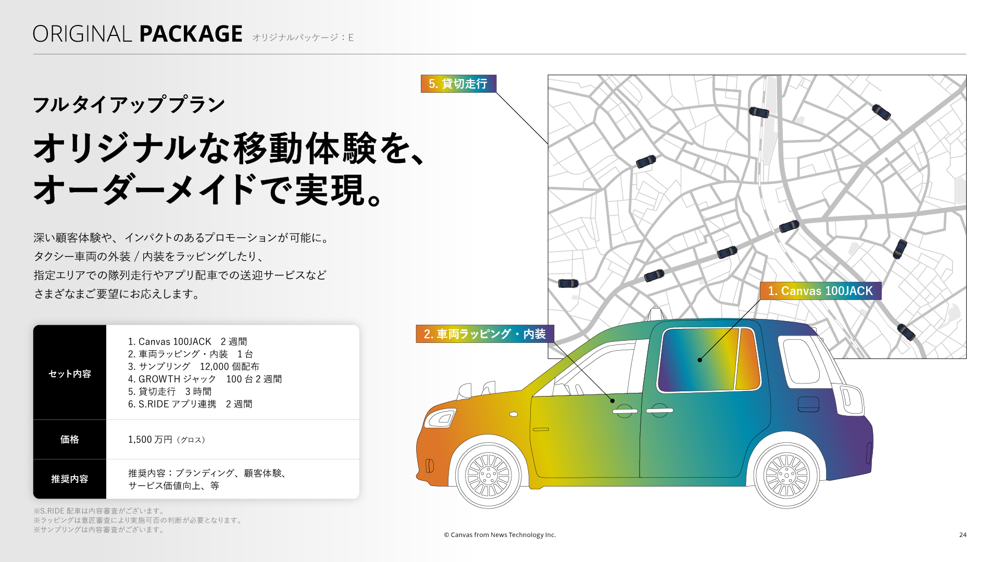 ORIGINAL PACKAGE オリジナルパッケージ：E
フルタイアッププラン
オリジナルな移動体験を、
オーダーメイドで実現。
深い顧客体験や、インパクトのあるプロモーションが可能に。
タクシー車両の外装 / 内装をラッピングしたり、
指定エリアでの隊列走行やアプリ配車での送迎サービスなど
さまざなまご要望にお応えします。
セット内容
1. Canvas 100JACK　2 週間
2. 車両ラッピング・内装　1 台
3. サンプリング　12,000 個配布
4. GROWTH ジャック　100 台 2 週間
5. 貸切走行　3 時間
6. S.RIDE アプリ連携　2 週間
価格
1,500 万円（グロス）
推奨内容
推奨内容：ブランディング、顧客体験、
サービス価値向上、等
※S.RIDE 配車は内容審査がございます。
※ラッピングは意匠審査により実施可否の判断が必要となります。
※サンプリングは内容審査がございます。
5. 貸切走行
1. Canvas 100JACK
2. 車両ラッピング・内装
© Canvas from News Technology Inc.
24